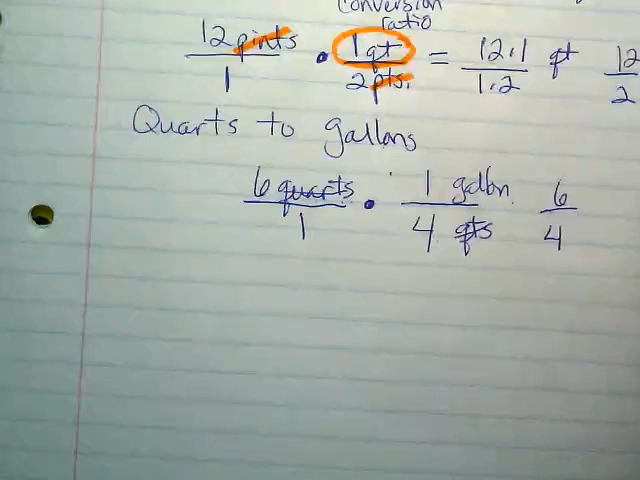 conversion
ratio
12 pints / 1 • 1 qt / 2 pts. = 12.1 / 1.2 qt 12 / 2
Quarts to gallons
6 quarts / 1 • 1 gallon. / 4 qts 6 / 4